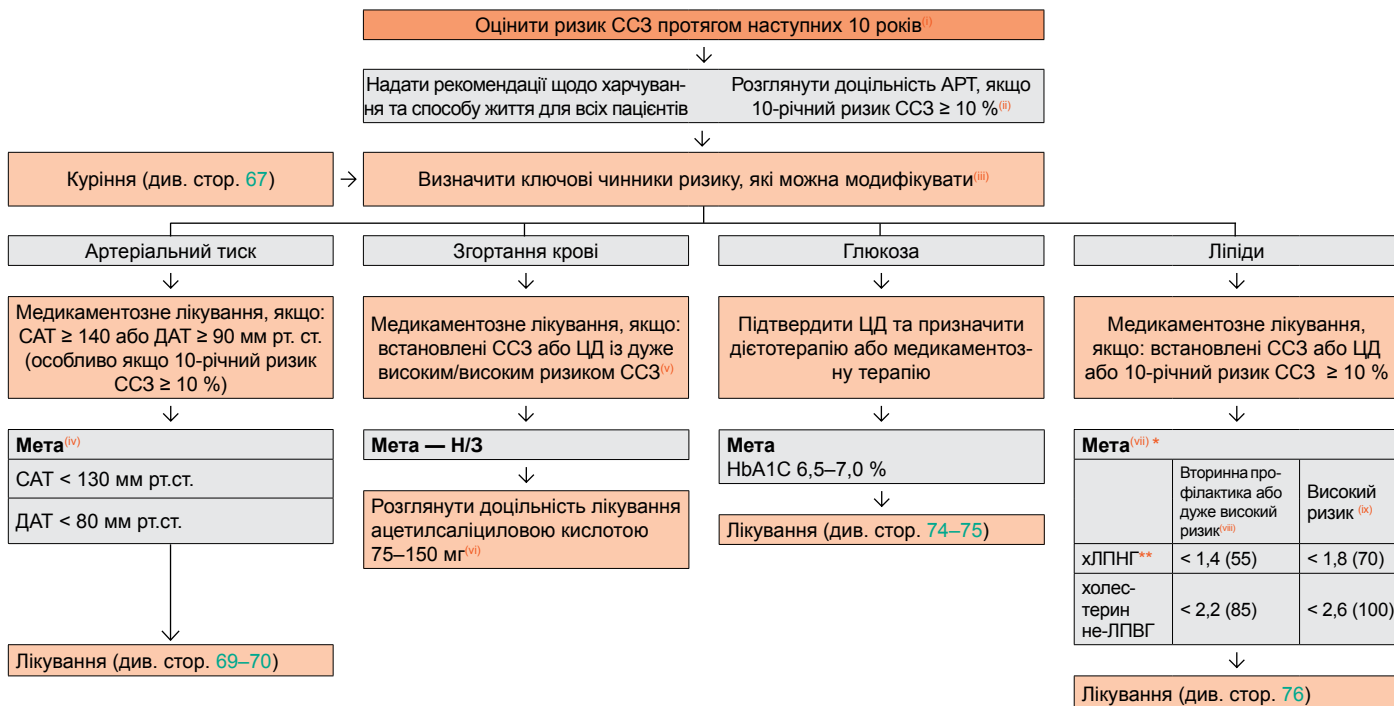 Оцінити ризик ССЗ протягом наступних 10 років(i)
Надати рекомендації щодо харчуван-
ня та способу життя для всіх пацієнтів
Розглянути доцільність АРТ, якщо
10-річний ризик ССЗ ≥ 10 %(ii)
Куріння (див. стор. 67)
Визначити ключові чинники ризику, які можна модифікувати(iii)
Артеріальний тиск
Медикаментозне лікування, якщо:
САТ ≥ 140 або ДАТ ≥ 90 мм рт. ст.
(особливо якщо 10-річний ризик
ССЗ ≥ 10 %)
Мета(iv)
САТ < 130 мм рт.ст.
ДАТ < 80 мм рт.ст.
Лікування (див. стор. 69–70)
Згортання крові
Медикаментозне лікування, якщо:
встановлені ССЗ або ЦД із дуже
високим/високим ризиком ССЗ(v)
Мета — Н/З
Розглянути доцільність лікування
ацетилсаліциловою кислотою
75–150 мг(vi)
Глюкоза
Підтвердити ЦД та призначити
дієтотерапію або медикаментоз-
ну терапію
Мета
HbA1C 6,5–7,0 %
Лікування (див. стор. 74–75)
Ліпіди
Медикаментозне лікування,
якщо: встановлені ССЗ або ЦД
або 10-річний ризик ССЗ ≥ 10 %
Мета(vii) *
Вторинна про-
філактика або
дуже високий
ризик(viii)
Високий
ризик (ix)
хЛПНГ** < 1,4 (55) < 1,8 (70)
холес-
терин
не-ЛПВГ
< 2,2 (85) < 2,6 (100)
Лікування (див. стор. 76)